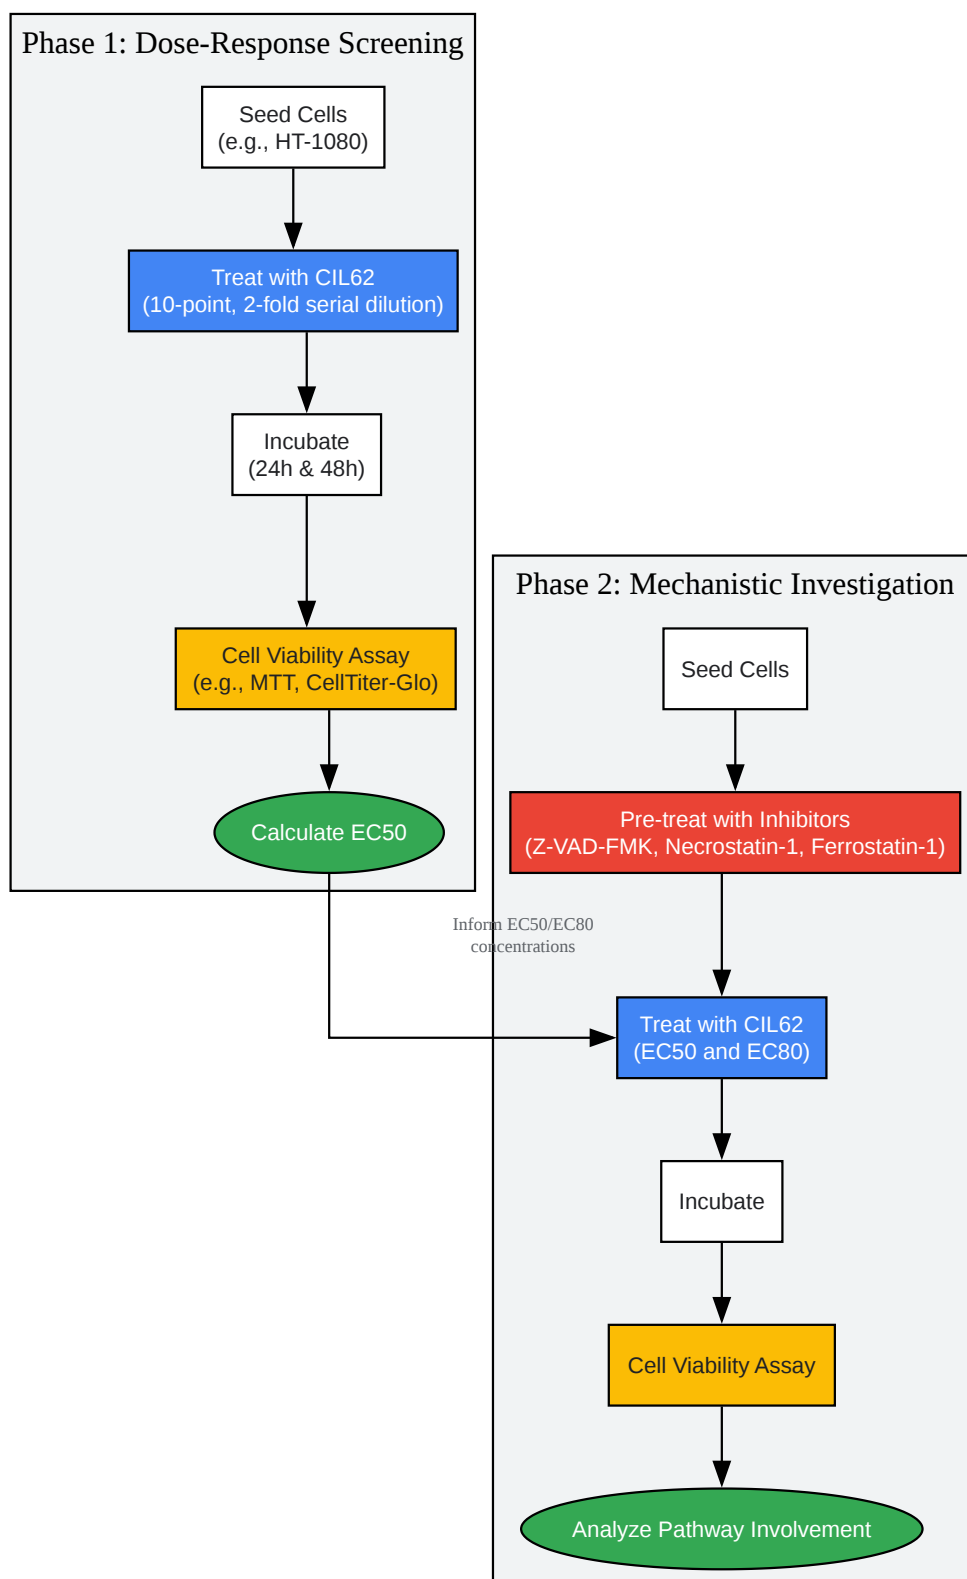 Phase 1: Dose-Response Screening
Seed Cells
(e.g., HT-1080)
Treat with CIL62
(10-point, 2-fold serial dilution)
Incubate
(24h & 48h)
Cell Viability Assay
(e.g., MTT, CellTiter-Glo)
Calculate EC50
Inform EC50/EC80
concentrations
Phase 2: Mechanistic Investigation
Seed Cells
Pre-treat with Inhibitors
(Z-VAD-FMK, Necrostatin-1, Ferrostatin-1)
Treat with CIL62
(EC50 and EC80)
Incubate
Cell Viability Assay
Analyze Pathway Involvement